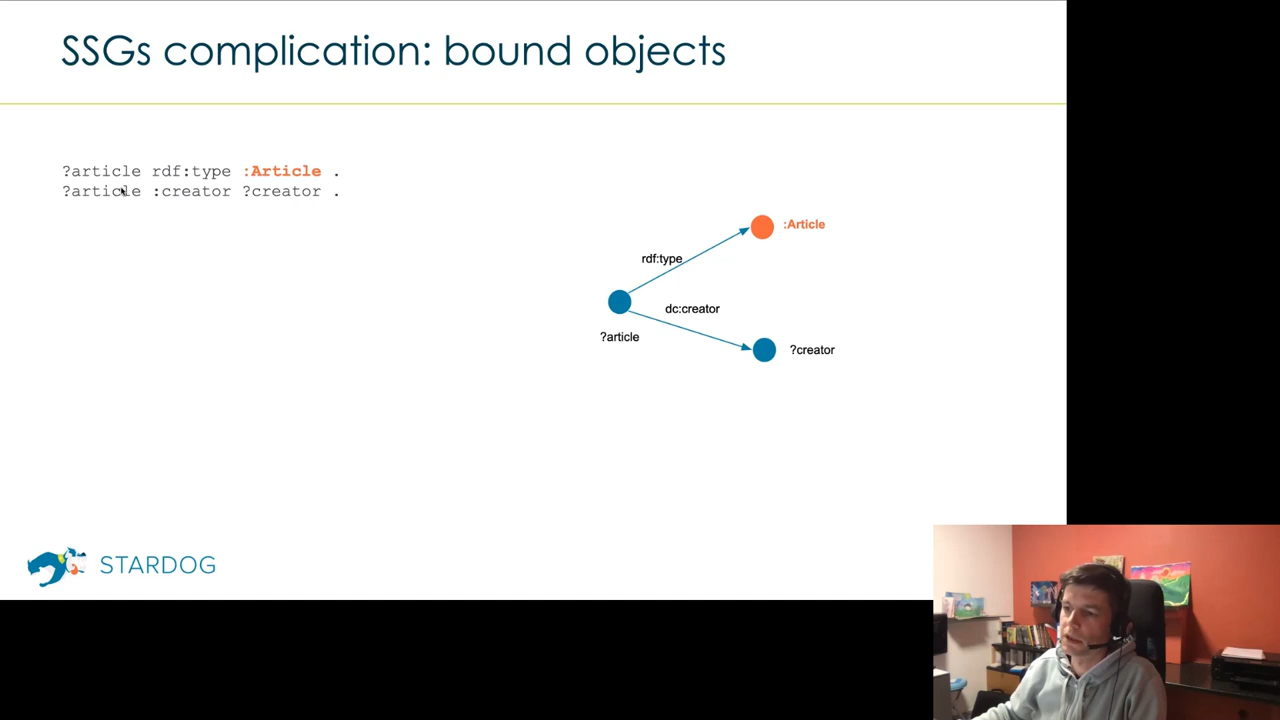 SSGs complication: bound objects
?article rdf:type :Article .
?article :creator ?creator .
:Article
rdf:type
dc:creator
?article
?creator
STARDOG